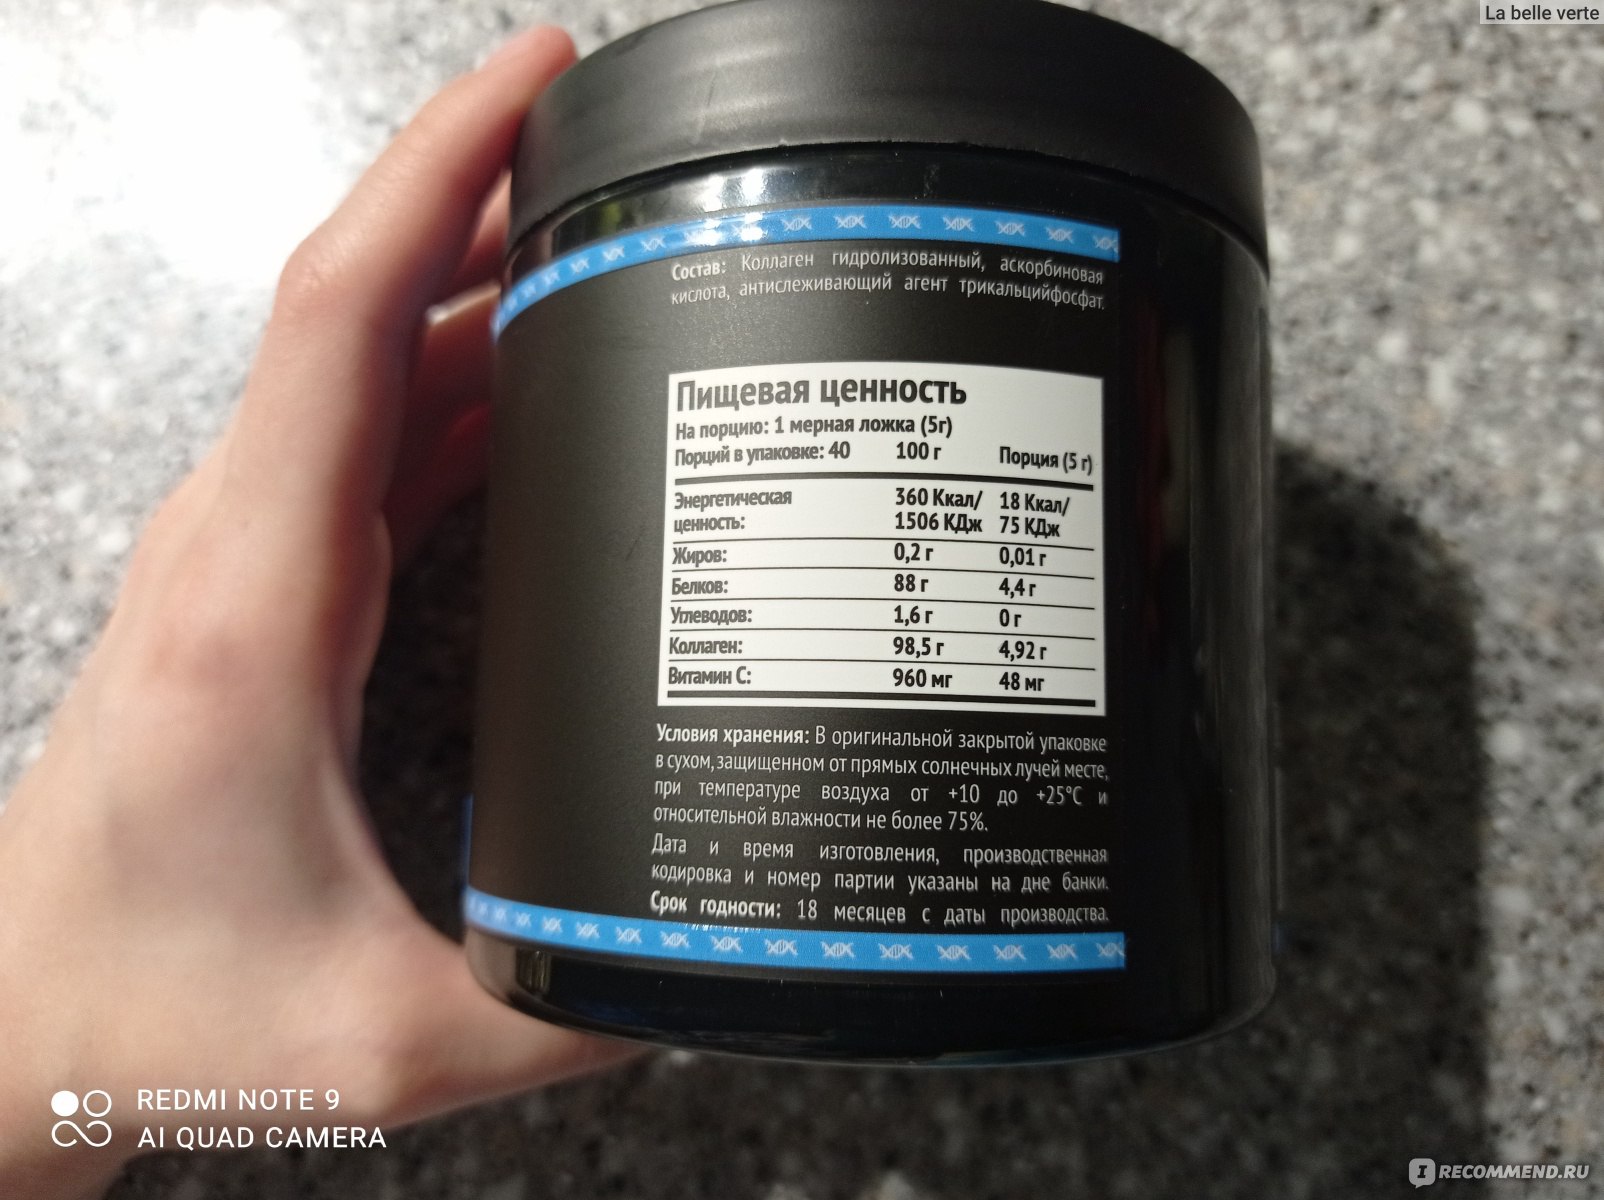 La belle verte
Состав: Коллаген гидролизованный, аскорбиновая
кислота, антислеживающий агент трикальцийфосфат.
Пищевая ценность
На порцию: 1 мерная ложка (5г)
Порций в упаковке: 40 100 г Порция (5 г)
Энергетическая 360 Ккал/ 18 Ккал/
ценность: 1506 КДж 75 КДж
Жиров: 0,2 г 0,01 г
Белков: 88 г 4,4 г
Углеводов: 1,6 г 0 г
Коллаген: 98,5 г 4,92 г
Витамин С: 960 мг 48 мг
Условия хранения: В оригинальной закрытой упаковке
в сухом, защищенном от прямых солнечных лучей месте,
при температуре воздуха от +10 до +25°С и
относительной влажности не более 75%.
Дата и время изготовления, производственная
кодировка и номер партии указаны на дне банки.
Срок годности: 18 месяцев с даты производства.
REDMI NOTE 9
AI QUAD CAMERA
IRECOMMEND.RU